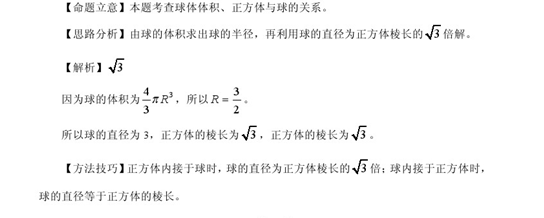 【命题立意】本题考查球体体积、正方体与球的关系。
【思路分析】由球的体积求出球的半径，再利用球的直径为正方体棱长的√3倍解。
【解析】√3
因为球的体积为4/3 πR³，所以R=3/2。
所以球的直径为 3，正方体的棱长为√3，正方体的棱长为√3。
【方法技巧】正方体内接于球时，球的直径为正方体棱长的√3倍；球内接于正方体时，
球的直径等于正方体的棱长。